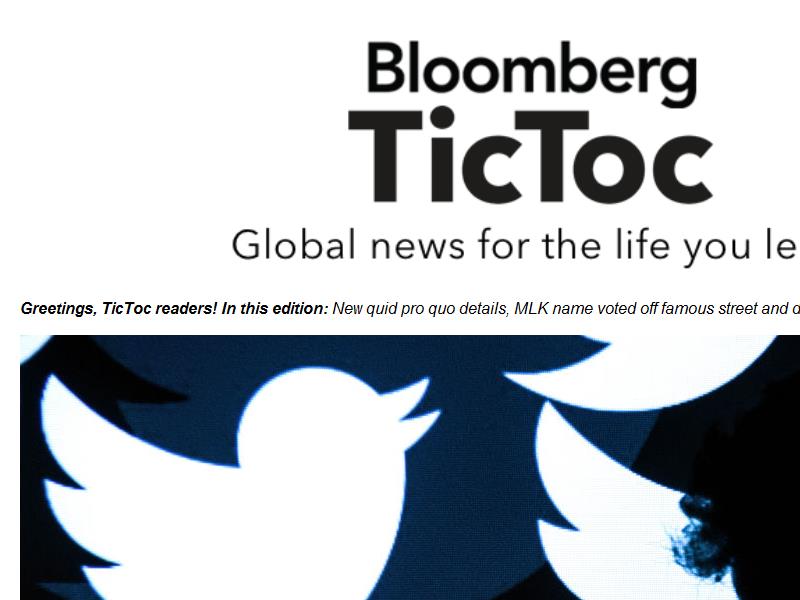 Bloomberg
TicToc
Global news for the life you le
Greetings, TicToc readers! In this edition: New quid pro quo details, MLK name voted off famous street and d